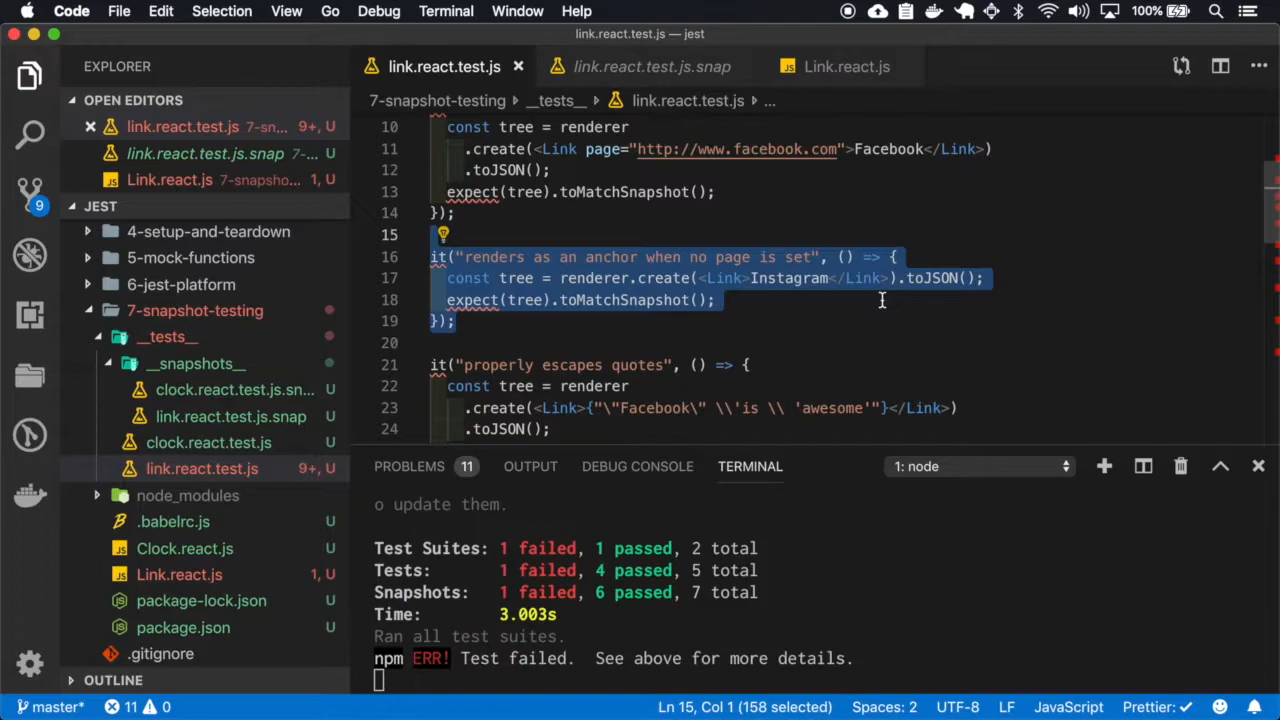 Code File Edit Selection View Go Debug Terminal Window Help 100%
link.react.test.js — jest
EXPLORER
link.react.test.js
link.react.test.js.snap
JS Link.react.js
OPEN EDITORS
link.react.test.js 7-sn... 9+, U
link.react.test.js.snap 7-...
JS Link.react.js 7-snapsho... 1, U
JEST
4-setup-and-teardown
5-mock-functions
6-jest-platform
7-snapshot-testing
__tests__
__snapshots__
clock.react.test.js.sn... U
link.react.test.js.snap U
clock.react.test.js U
link.react.test.js 9+, U
node_modules
.babelrc.js U
JS Clock.react.js U
JS Link.react.js 1, U
package-lock.json U
package.json U
.gitignore
OUTLINE
9
7-snapshot-testing › __tests__ › link.react.test.js › ...
10 const tree = renderer
11 .create(<Link page="http://www.facebook.com">Facebook</Link>)
12 .toJSON();
13 expect(tree).toMatchSnapshot();
14 });
15
16 it("renders as an anchor when no page is set", () => {
17 const tree = renderer.create(<Link>Instagram</Link>).toJSON();
18 expect(tree).toMatchSnapshot();
19 });
20
21 it("properly escapes quotes", () => {
22 const tree = renderer
23 .create(<Link>{"\"Facebook\" \\'is \\ 'awesome'"}</Link>)
24 .toJSON();
PROBLEMS 11 OUTPUT DEBUG CONSOLE TERMINAL 1: node
o update them.
Test Suites: 1 failed, 1 passed, 2 total
Tests: 1 failed, 4 passed, 5 total
Snapshots: 1 failed, 6 passed, 7 total
Time: 3.003s
Ran all test suites.
npm ERR! Test failed. See above for more details.
master* 11 0 Ln 15, Col 1 (158 selected) Spaces: 2 UTF-8 LF JavaScript Prettier: ✓